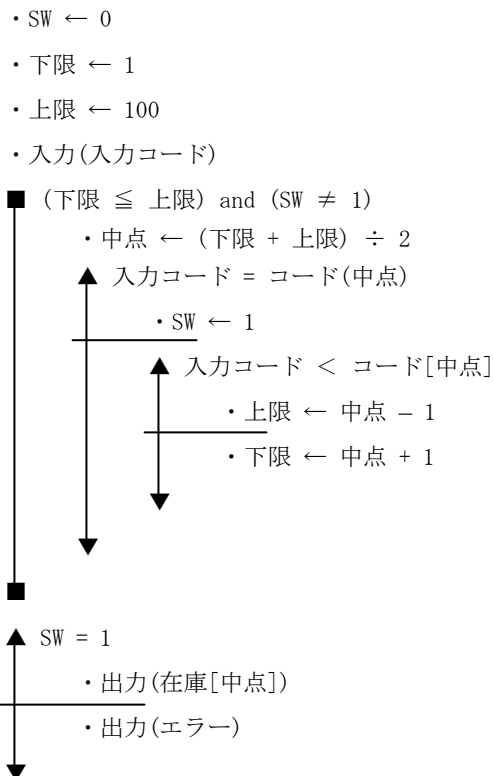 ・SW ← 0
・下限 ← 1
・上限 ← 100
・入力(入力コード)
■ (下限 ≦ 上限) and (SW ≠ 1)
・中点 ← (下限 + 上限) ÷ 2
▲ 入力コード = コード(中点)
・SW ← 1
▲ 入力コード ＜ コード[中点]
・上限 ← 中点 – 1
・下限 ← 中点 + 1
▲ SW = 1
・出力(在庫[中点])
・出力(エラー)